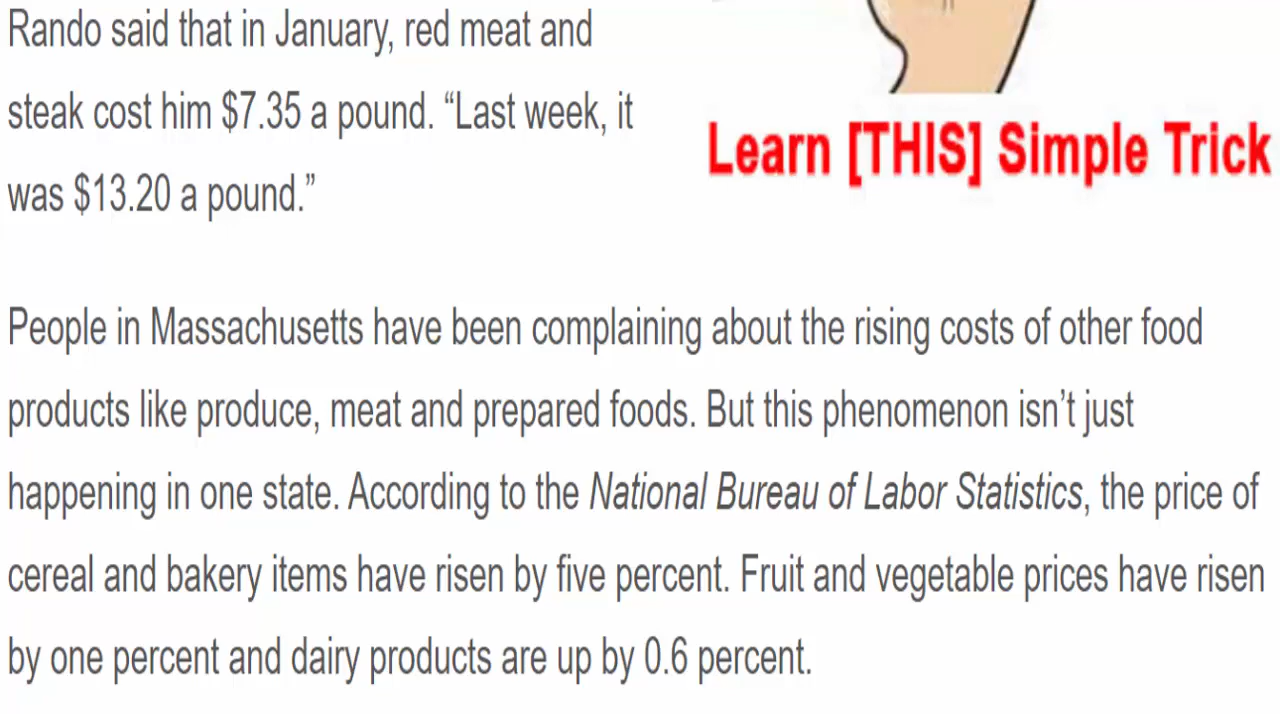 Rando said that in January, red meat and
steak cost him $7.35 a pound. “Last week, it
was $13.20 a pound.”
Learn [THIS] Simple Trick
People in Massachusetts have been complaining about the rising costs of other food
products like produce, meat and prepared foods. But this phenomenon isn’t just
happening in one state. According to the National Bureau of Labor Statistics, the price of
cereal and bakery items have risen by five percent. Fruit and vegetable prices have risen
by one percent and dairy products are up by 0.6 percent.